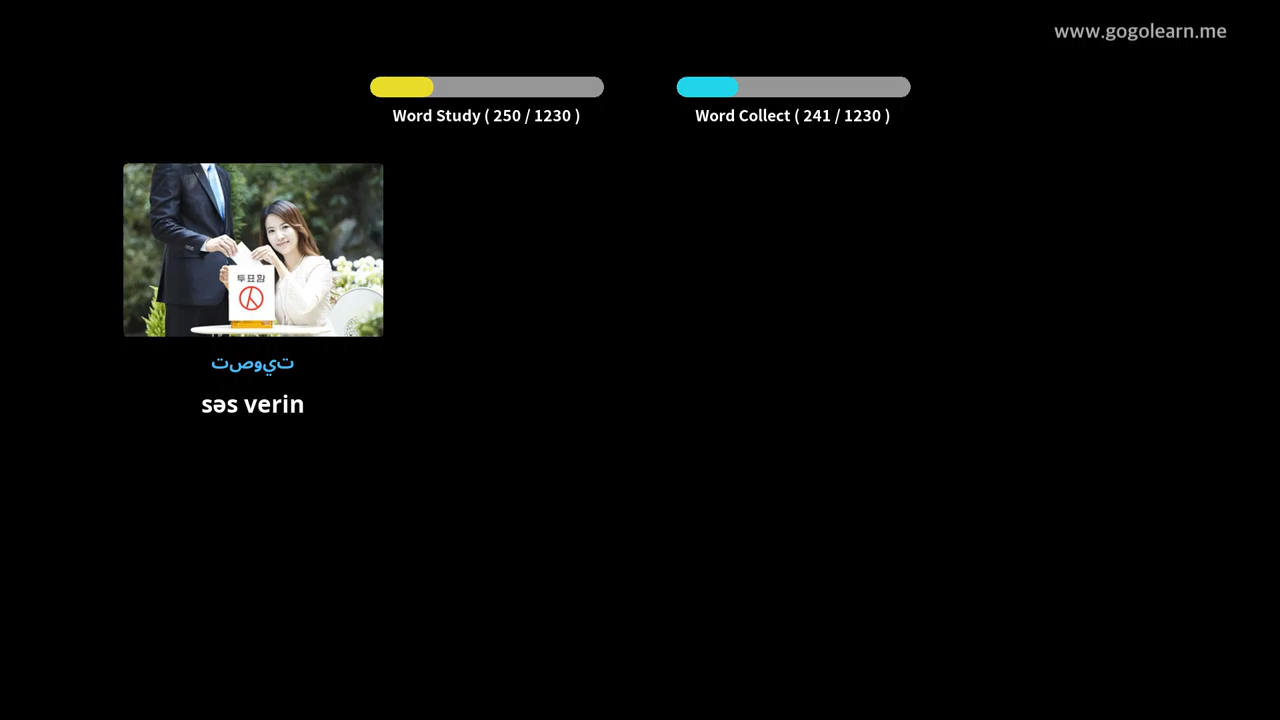 www.gogolearn.me
Word Study ( 250 / 1230 )
Word Collect ( 241 / 1230 )
투표함
تصويت
səs verin